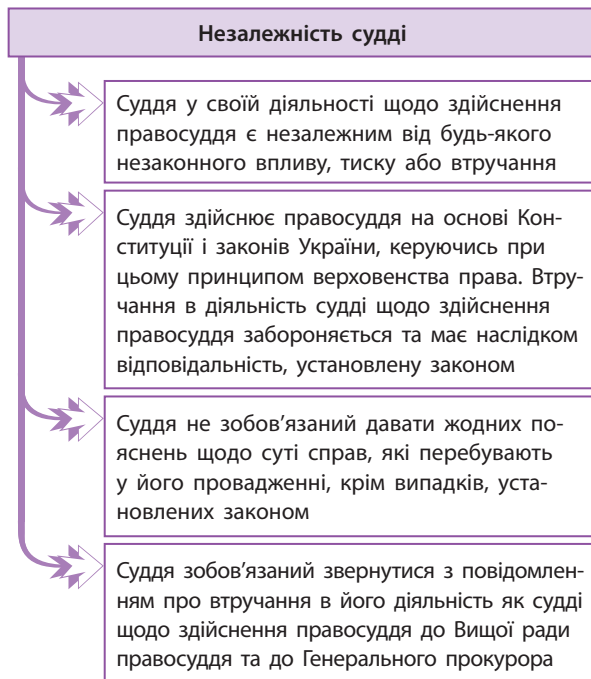 Незалежність судді
Суддя у своїй діяльності щодо здійснення
правосуддя є незалежним від будь-якого
незаконного впливу, тиску або втручання
Суддя здійснює правосуддя на основі Кон-
ституції і законів України, керуючись при
цьому принципом верховенства права. Втру-
чання в діяльність судді щодо здійснення
правосуддя забороняється та має наслідком
відповідальність, установлену законом
Суддя не зобов’язаний давати жодних по-
яснень щодо суті справ, які перебувають
у його провадженні, крім випадків, уста-
новлених законом
Суддя зобов’язаний звернутися з повідомлен-
ням про втручання в його діяльність як судді
щодо здійснення правосуддя до Вищої ради
правосуддя та до Генерального прокурора